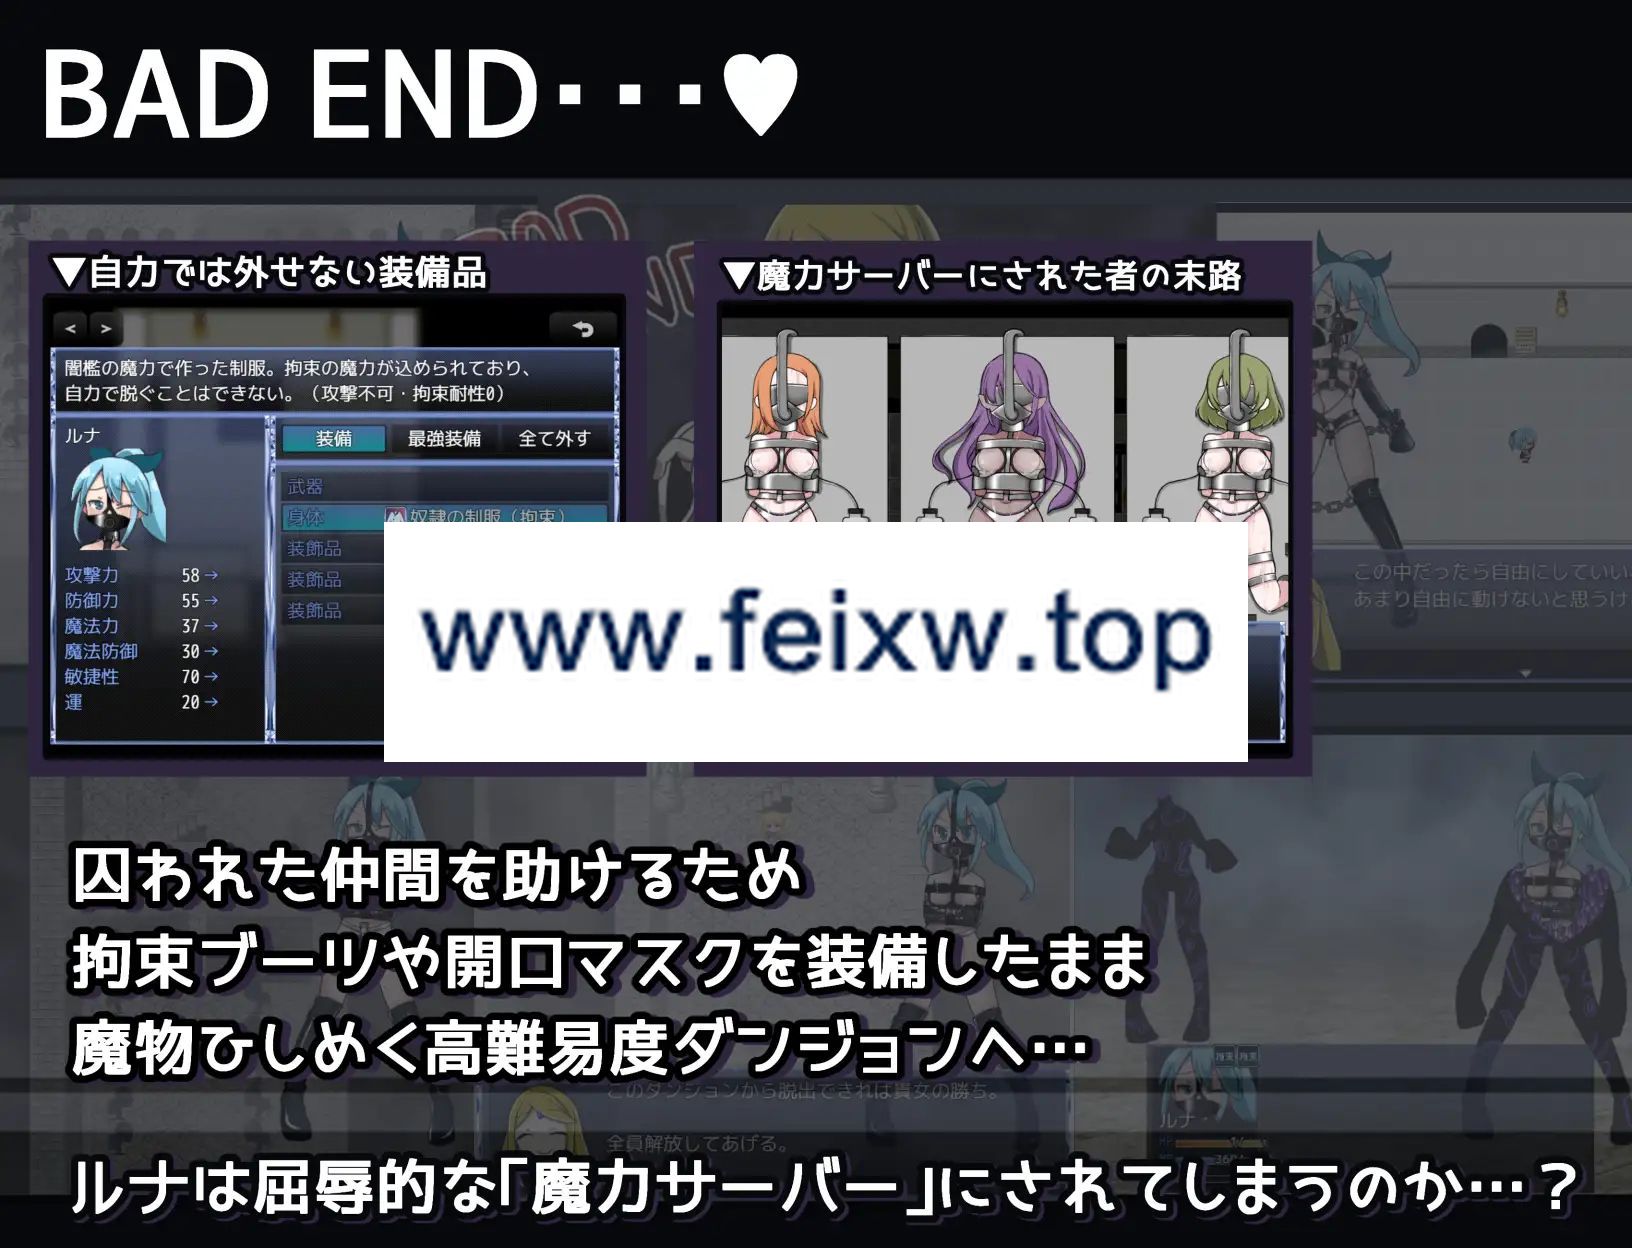 BAD END・・・♥
▼自力では外せない装備品
闇檻の魔力で作った制服。拘束の魔力が込められており、
自力で脱ぐことはできない。（攻撃不可・拘束耐性0）
ルナ
装備 最強装備 全て外す
武器
身体 奴隷の制服（拘束）
装飾品
装飾品
装飾品
攻撃力 58→
防御力 55→
魔法力 37→
魔法防御 30→
敏捷性 70→
運 20→
▼魔力サーバーにされた者の末路
この中だったら自由にしていい
あまり自由に動けないと思うけ
www.feixw.top
囚われた仲間を助けるため
拘束ブーツや開口マスクを装備したまま
魔物ひしめく高難易度ダンジョンへ…
このダンジョンから脱出できれば貴女の勝ち。
全員解放してあげる。
ルナ
ルナは屈辱的な「魔力サーバー」にされてしまうのか…？